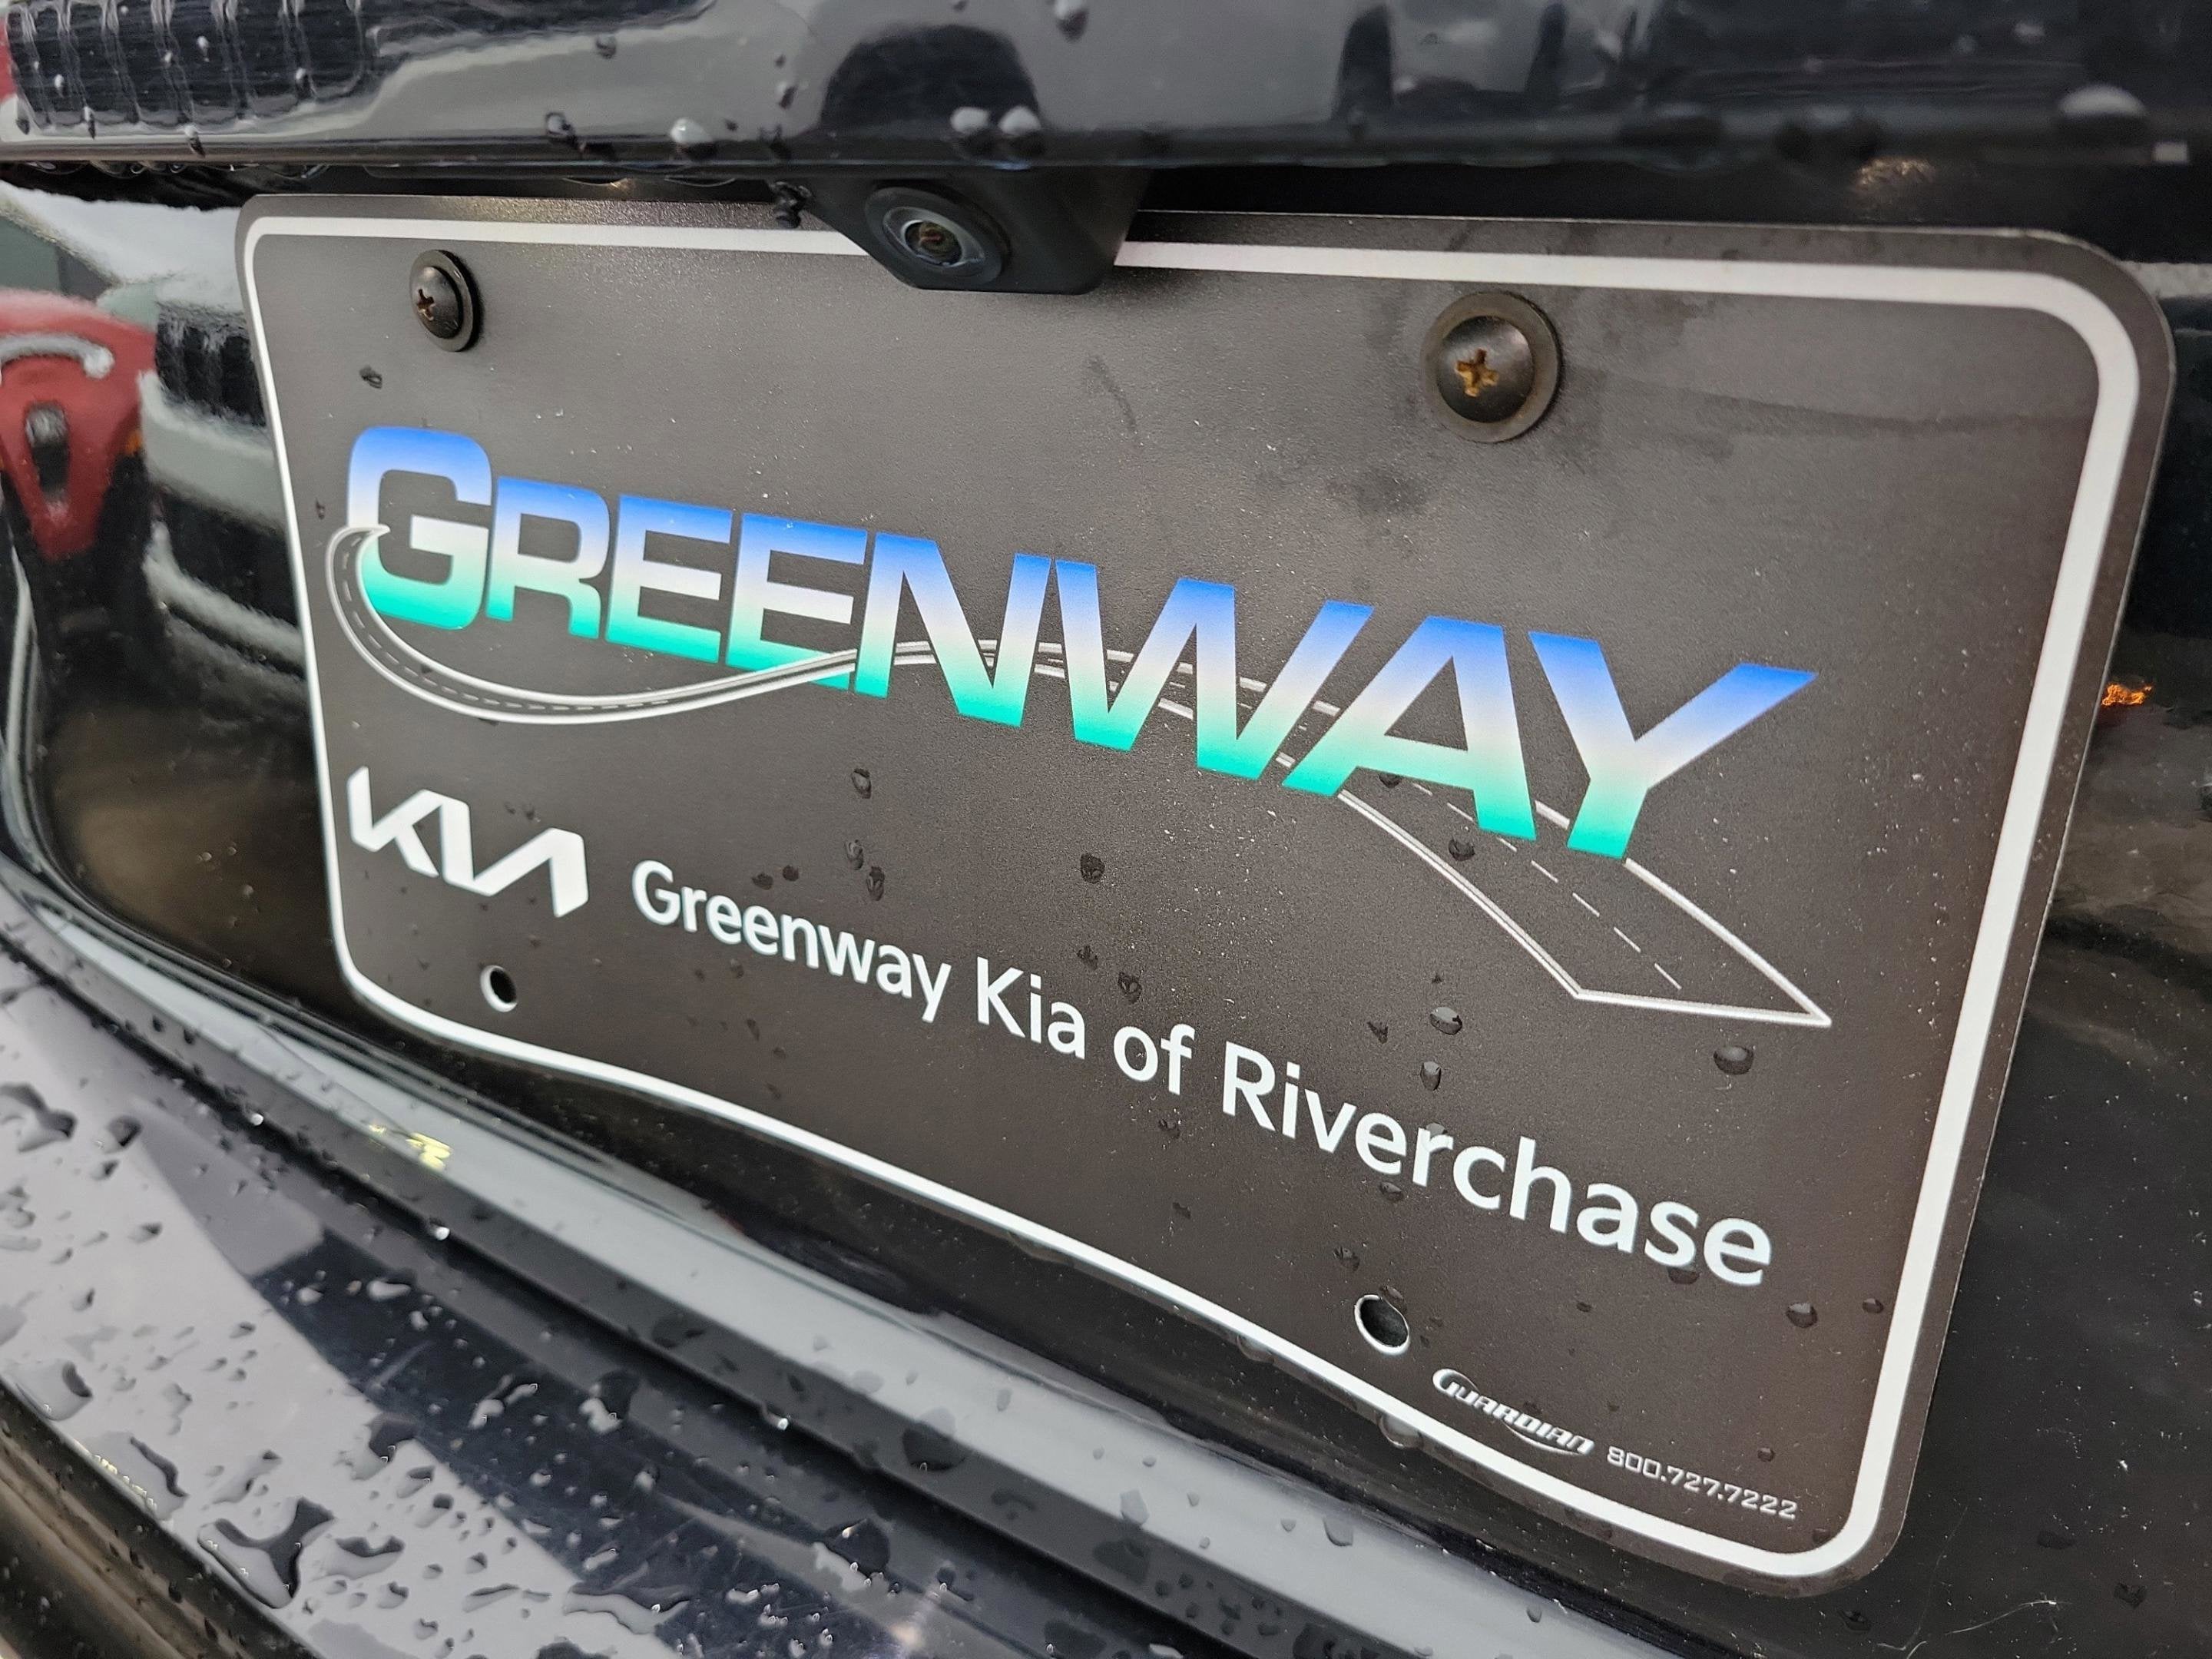 GREENWAY
KIA Greenway Kia of Riverchase
GUARDIAN 800.727.7222